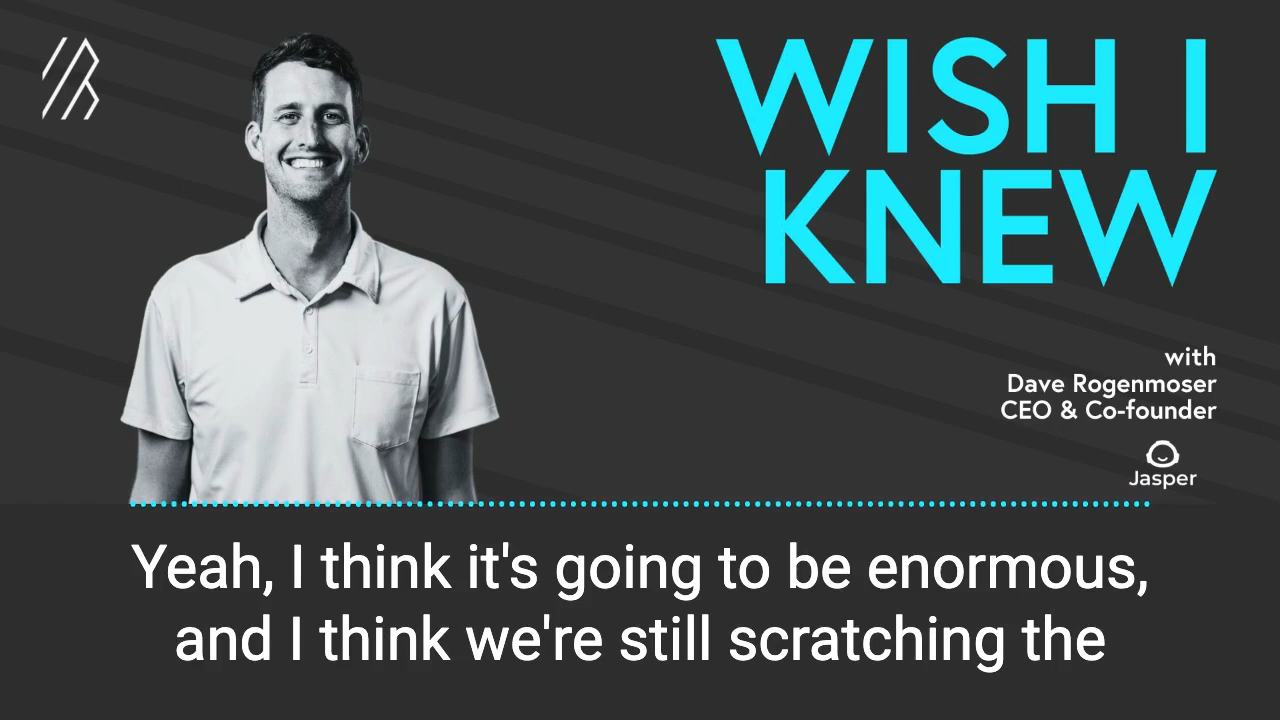 WISH I
KNEW
with
Dave Rogenmoser
CEO & Co-founder
Jasper
Yeah, I think it's going to be enormous,
and I think we're still scratching the